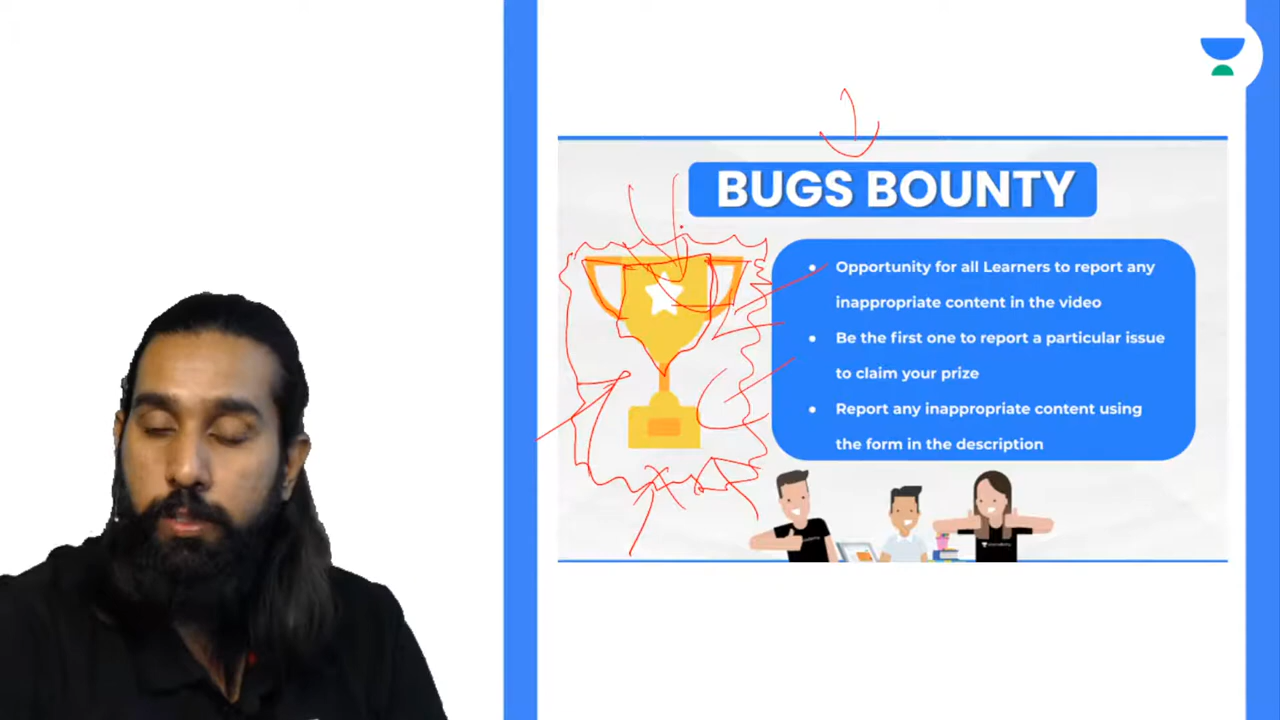 BUGS BOUNTY
• Opportunity for all Learners to report any
inappropriate content in the video
• Be the first one to report a particular issue
to claim your prize
• Report any inappropriate content using
the form in the description